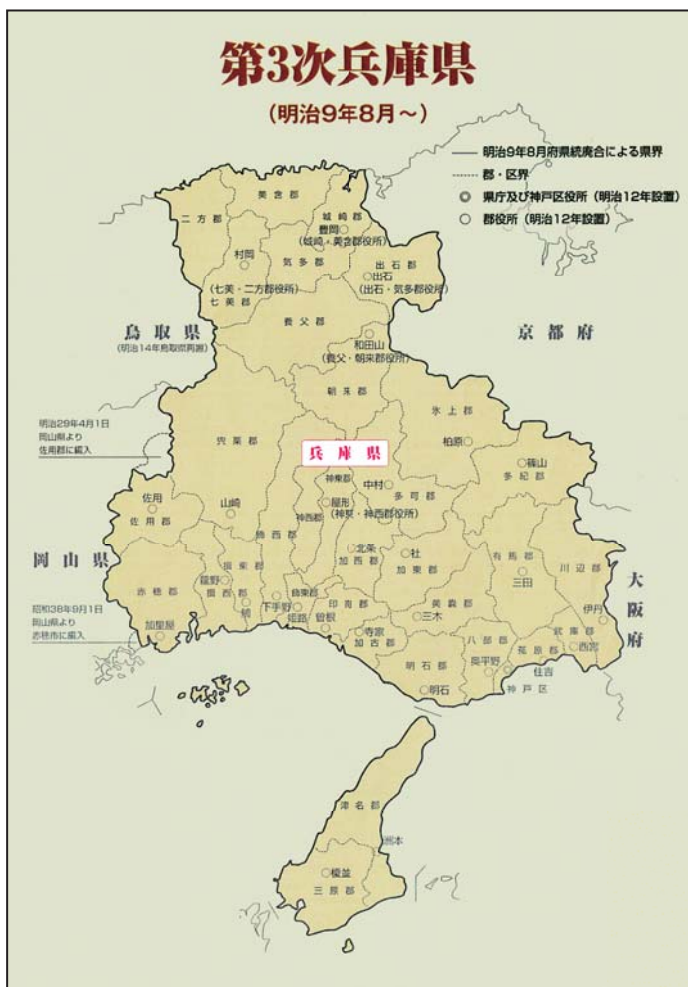 第3次兵庫県
(明治9年8月～)
明治9年8月府県統廃合による県界
郡・区界
県庁及び神戸区役所（明治12年設置）
郡役所（明治12年設置）
美含郡
二方郡
城崎郡
豊岡
(城崎・美含郡役所)
村岡
気多郡
出石郡
出石
(七美・二方郡役所)
(出石・気多郡役所)
七美郡
養父郡
鳥取県
(明治14年鳥取県再置)
京都府
和田山
(養父・朝来郡役所)
朝来郡
氷上郡
明治29年4月1日
岡山県より
佐用郡に編入
宍粟郡
兵庫県
柏原
篠山
多紀郡
神東郡
中村
佐用
山崎
屋形
多可郡
佐用郡
神西郡
(神東・神西郡役所)
飾西郡
岡山県
北条
加西郡
社
加東郡
有馬郡
川辺郡
三田
大阪府
赤穂郡
揖東郡
龍野
揖西郡
飾東郡
印南郡
美嚢郡
下手野
姫路
曽根
三木
伊丹
昭和38年9月1日
岡山県より
赤穂市に編入
加里屋
寺家
加古郡
八部郡
武庫郡
菟原郡
西宮
明石郡
奥平野
住吉
明石
神戸区
津名郡
洲本
榎並
三原郡